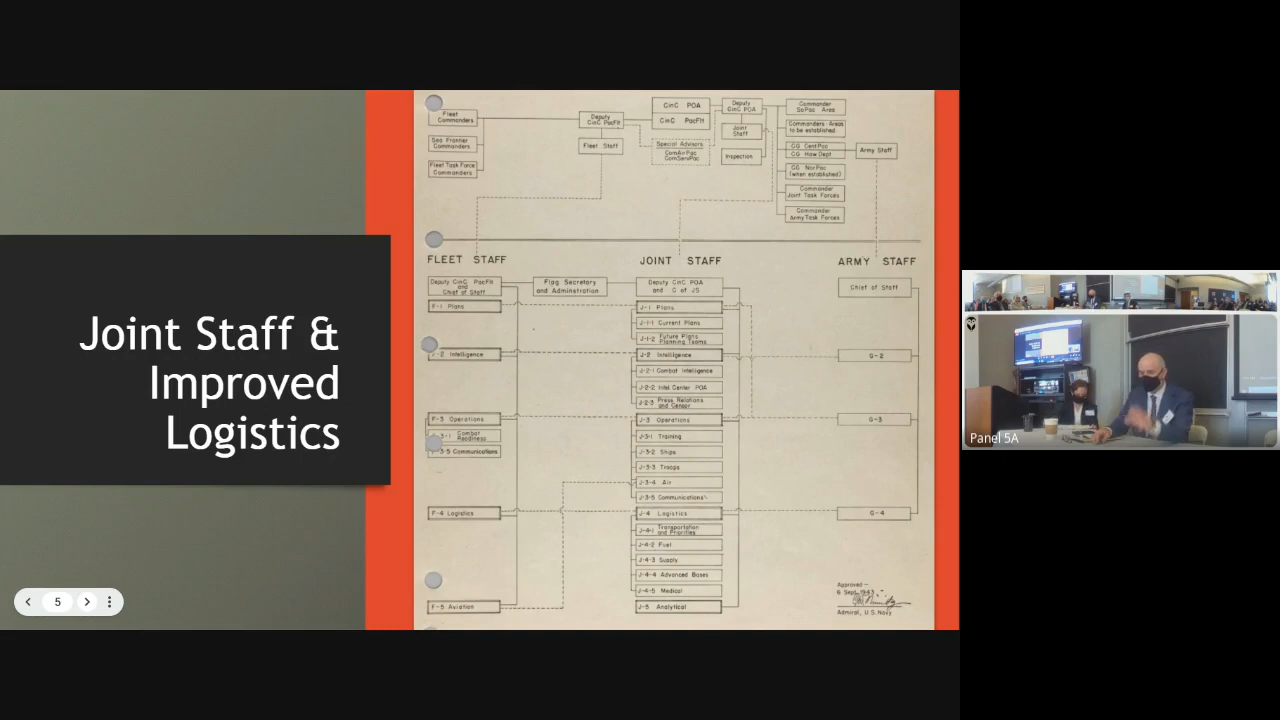 Joint Staff &
Improved
Logistics
5
Fleet
Commanders
Sea Frontier
Commanders
Fleet Task Force
Commanders
Deputy
CinC PacFlt
Fleet Staff
CinC POA
CinC PacFlt
Special Advisors
ComAirPac
ComServPac
Deputy
CinC POA
Joint
Staff
Inspection
Commander
SoPac Area
Commanders Areas
to be established
CG CentPac
CG HawDept
CG NorPac
(when established)
Commander
Joint Task Forces
Commander
Army Task Forces
Army Staff
FLEET STAFF
Deputy CinC PacFlt
and
Chief of Staff
F-1 Plans
-2 Intelligence
F-3 Operations
-3-1 Combat
Readiness
F-3-5 Communications
F-4 Logistics
F-5 Aviation
Flag Secretary
and Adminstration
JOINT STAFF
Deputy CinC POA
and C of JS
J-1 Plans
J-1-1 Current Plans
J-1-2 Future Plans
Planning Teams
J-2 Intelligence
J-2-1 Combat Intelligence
J-2-2 Intel Center POA
J-2-3 Press Relations
and Censor
J-3 Operations
J-3-1 Training
J-3-2 Ships
J-3-3 Troops
J-3-4 Air
J-3-5 Communications
J-4 Logistics
J-4-1 Transportation
and Priorities
J-4-2 Fuel
J-4-3 Supply
J-4-4 Advanced Bases
J-4-5 Medical
J-5 Analytical
ARMY STAFF
Chief of Staff
G-2
G-3
G-4
Approved —
6 Sept. 1943
Admiral, U.S. Navy
Panel 5A